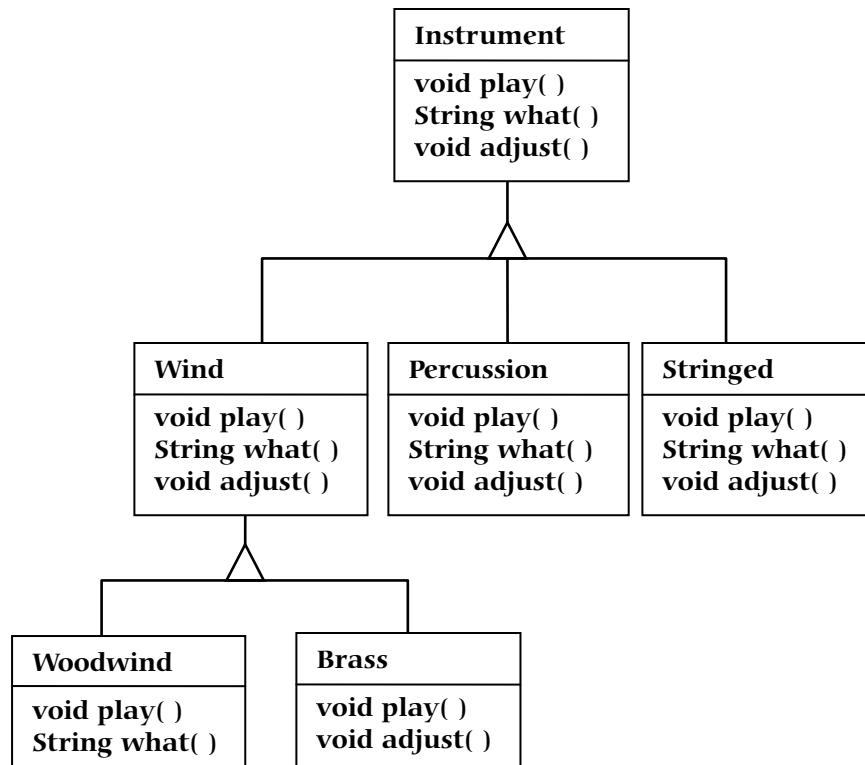 Instrument
void play( )
String what( )
void adjust( )
Wind
void play( )
String what( )
void adjust( )
Percussion
void play( )
String what( )
void adjust( )
Stringed
void play( )
String what( )
void adjust( )
Woodwind
void play( )
String what( )
Brass
void play( )
void adjust( )